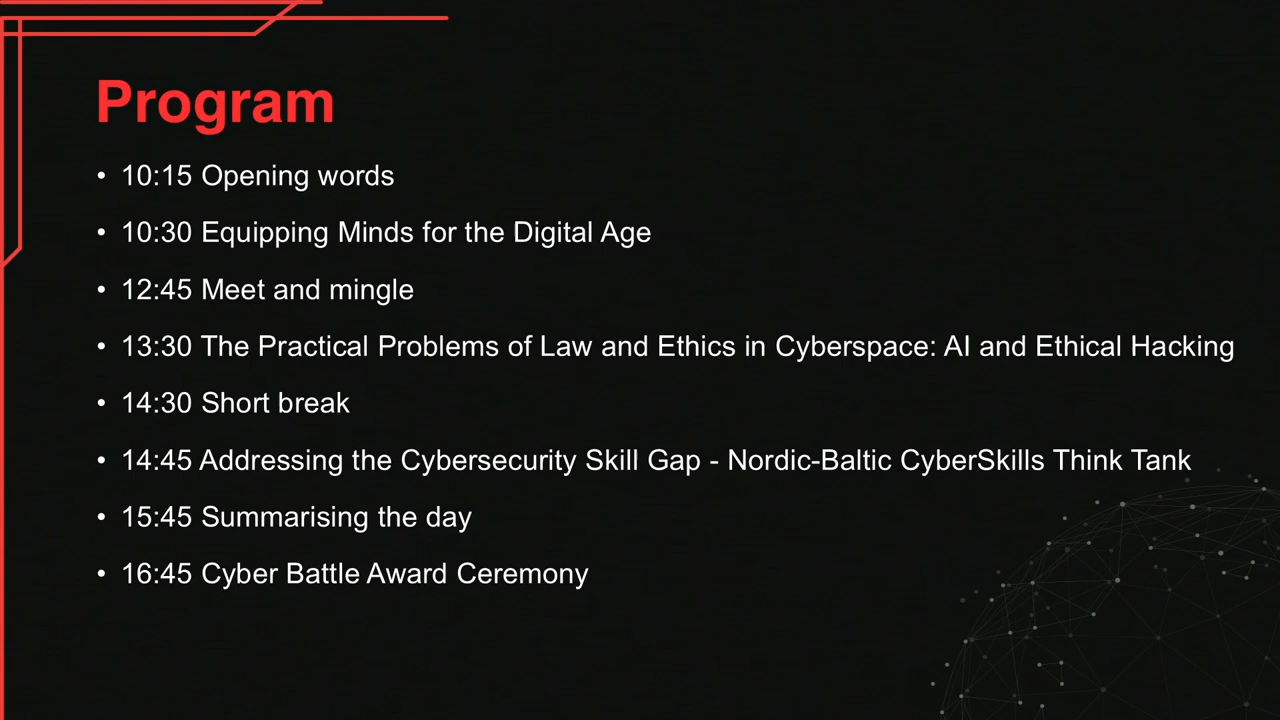 Program
• 10:15 Opening words
• 10:30 Equipping Minds for the Digital Age
• 12:45 Meet and mingle
• 13:30 The Practical Problems of Law and Ethics in Cyberspace: AI and Ethical Hacking
• 14:30 Short break
• 14:45 Addressing the Cybersecurity Skill Gap - Nordic-Baltic CyberSkills Think Tank
• 15:45 Summarising the day
• 16:45 Cyber Battle Award Ceremony